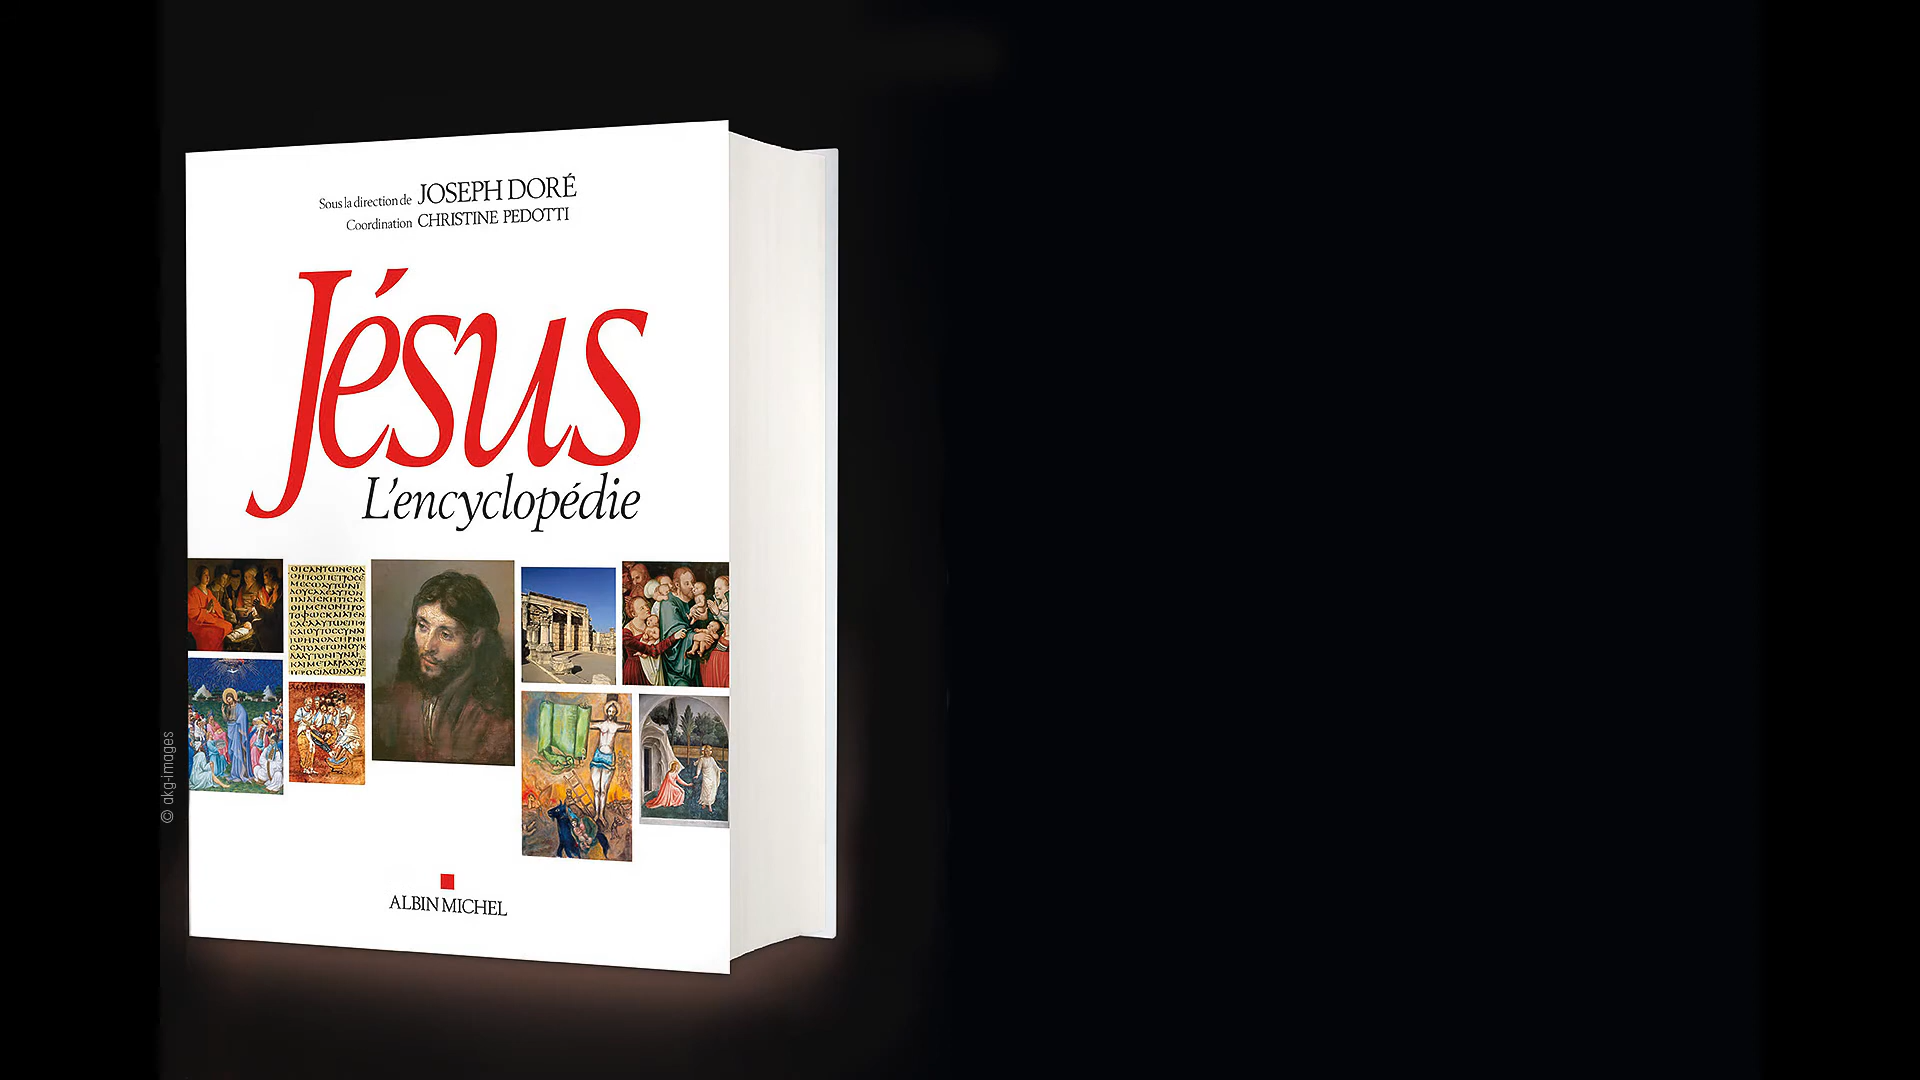 Sous la direction de JOSEPH DORÉ
Coordination CHRISTINE PEDOTTI
Jésus
L'encyclopédie
ALBIN MICHEL
© akg-images